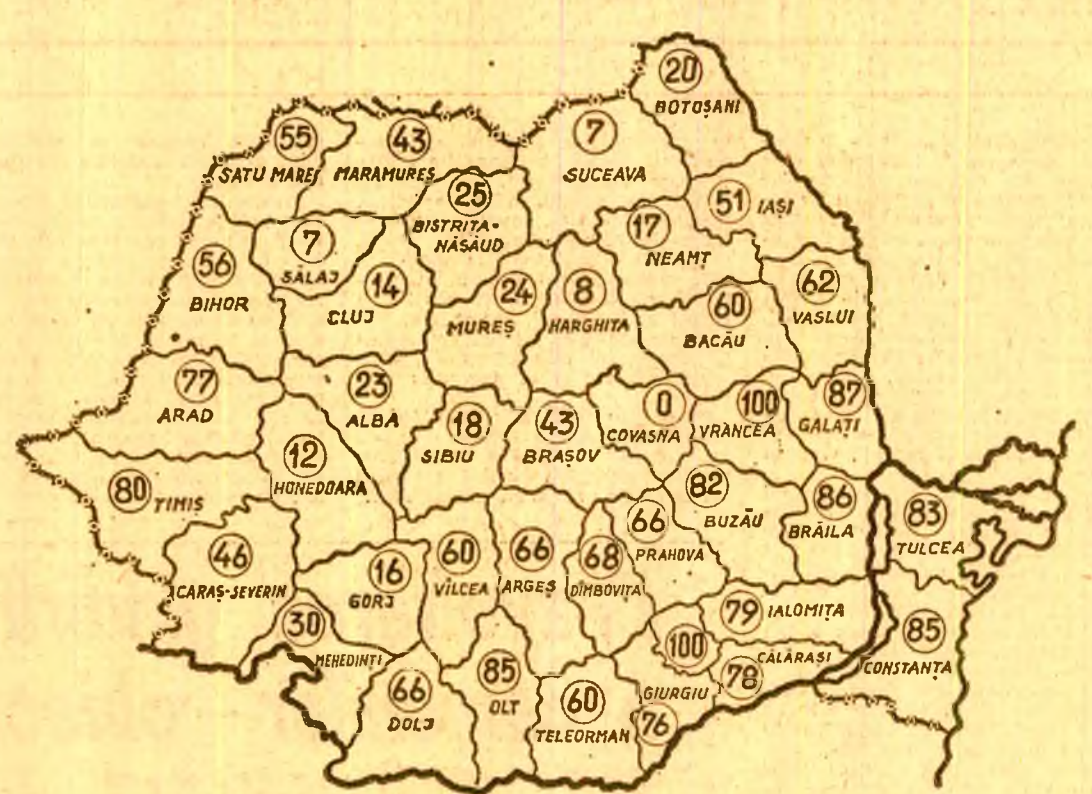 20
BOTOȘANI
55
SATU MARE
43
MARAMUREȘ
7
SUCEAVA
25
BISTRIȚA-
NĂSĂUD
51 IAȘI
17
NEAMȚ
7
SĂLAJ
56
BIHOR
14
CLUJ
24
MUREȘ
8
HARGHITA
60
BACĂU
62
VASLUI
77
ARAD
23
ALBA
18
SIBIU
43
BRAȘOV
0
COVASNA
100
VRANCEA
87
GALAȚI
12
HONEDOARA
80 TIMIȘ
82
BUZĂU
86
BRĂILA
83
TULCEA
46
CARAȘ-SEVERIN
16
GORJ
60
VÎLCEA
66
ARGEȘ
68
DÎMBOVIȚA
66
PRAHOVA
79 IALOMIȚA
30
MEHEDINȚI
66
DOLJ
85
OLT
60
TELEORMAN
100
GIURGIU
76
CĂLĂRAȘI
78
85
CONSTANȚA